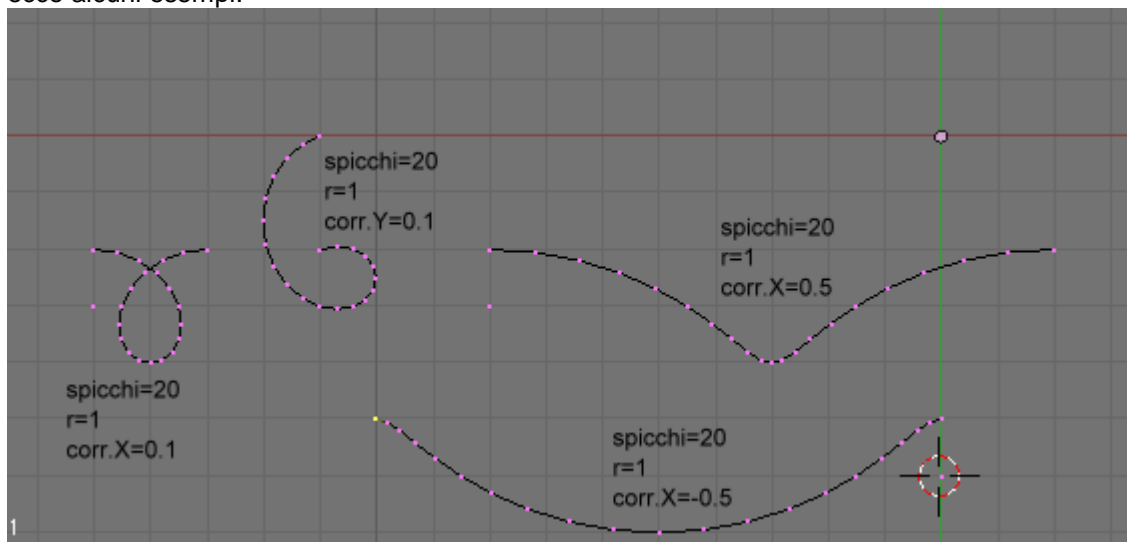 spicchi=20
r=1
corr.Y=0.1
spicchi=20
r=1
corr.X=0.5
spicchi=20
r=1
corr.X=0.1
spicchi=20
r=1
corr.X=-0.5
1